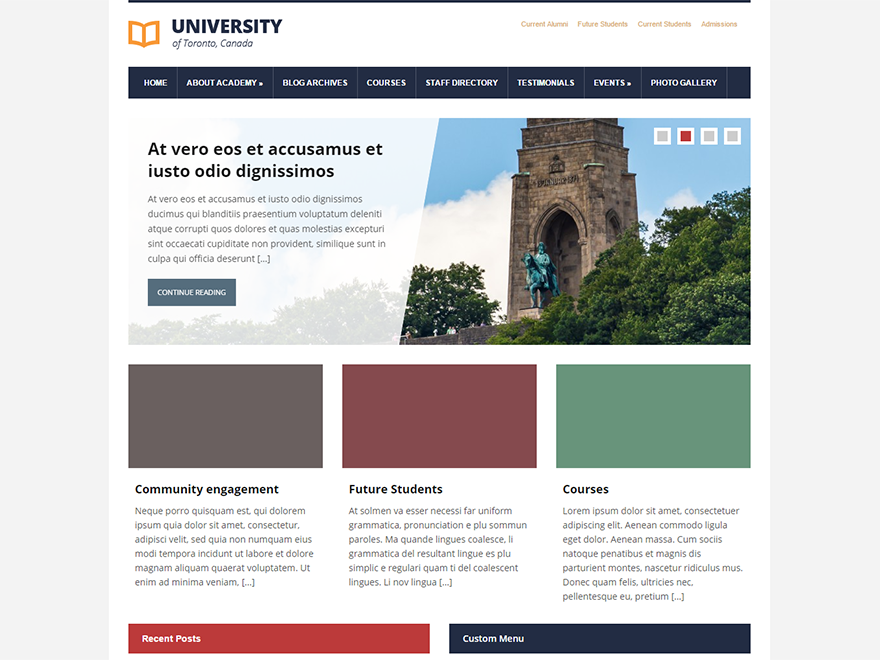 UNIVERSITY
of Toronto, Canada
Current Alumni Future Students Current Students Admissions
HOME ABOUT ACADEMY » BLOG ARCHIVES COURSES STAFF DIRECTORY TESTIMONIALS EVENTS » PHOTO GALLERY
At vero eos et accusamus et
iusto odio dignissimos
At vero eos et accusamus et iusto odio dignissimos
ducimus qui blanditiis praesentium voluptatum deleniti
atque corrupti quos dolores et quas molestias excepturi
sint occaecati cupiditate non provident, similique sunt in
culpa qui officia deserunt [...]
CONTINUE READING
Community engagement
Neque porro quisquam est, qui dolorem
ipsum quia dolor sit amet, consectetur,
adipisci velit, sed quia non numquam eius
modi tempora incidunt ut labore et dolore
magnam aliquam quaerat voluptatem. Ut
enim ad minima veniam, [...]
Future Students
At solmen va esser necessi far uniform
grammatica, pronunciation e plu sommun
paroles. Ma quande lingues coalesce, li
grammatica del resultant lingue es plu
simplic e regulari quam ti del coalescent
lingues. Li nov lingua [...]
Courses
Lorem ipsum dolor sit amet, consectetuer
adipiscing elit. Aenean commodo ligula
eget dolor. Aenean massa. Cum sociis
natoque penatibus et magnis dis
parturient montes, nascetur ridiculus mus.
Donec quam felis, ultricies nec,
pellentesque eu, pretium [...]
Recent Posts
Custom Menu